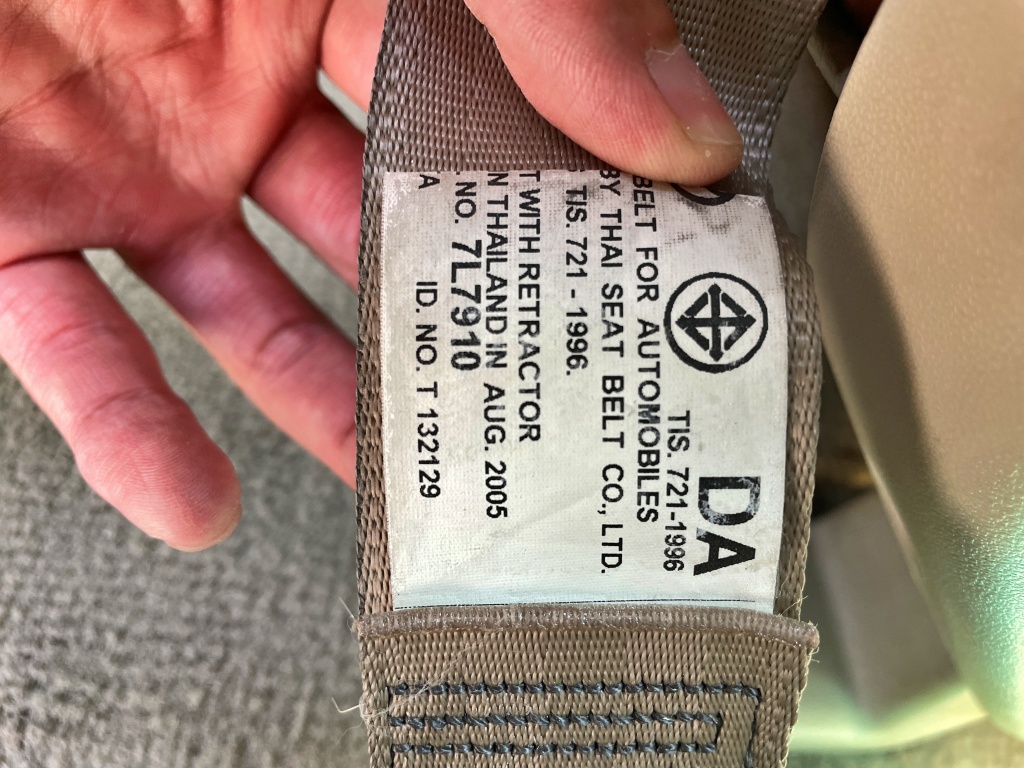 DA
TIS. 721-1996
BELT FOR AUTOMOBILES
BY THAI SEAT BELT CO., LTD.
TIS. 721 - 1996.
T WITH RETRACTOR
N THAILAND IN AUG. 2005
NO. 7L7910
A ID. NO. T 132129